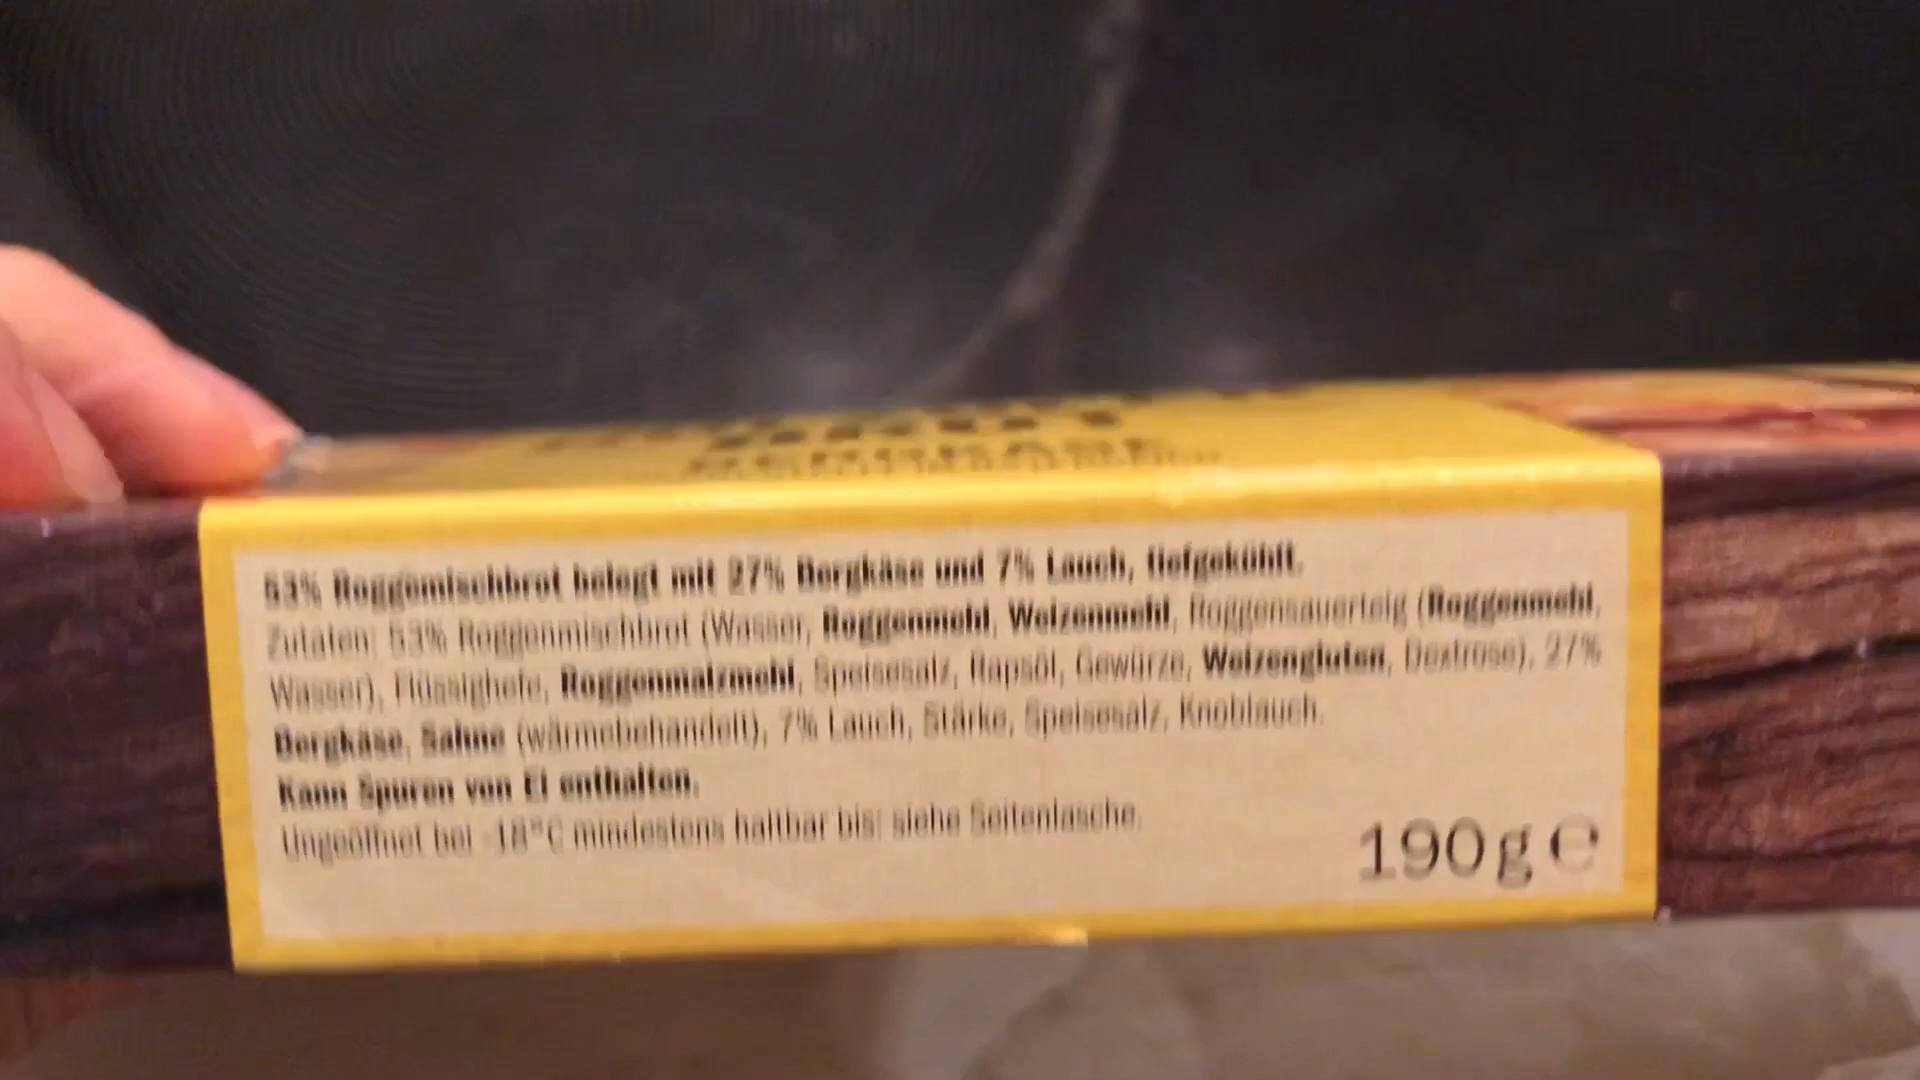 53% Roggemischbrot belegt mit 27% Bergkäse und 7% Lauch, tiefgekühlt.
Zutaten: 53% Roggenmischbrot (Wasser, Roggenmehl, Weizenmehl, Roggensauerteig (Roggenmehl,
Wasser), Flüssighefe, Roggenmalzmehl, Speisesalz, Rapsöl, Gewürze, Weizengluten, Dextrose), 27%
Bergkäse, Sahne (wärmebehandelt), 7% Lauch, Stärke, Speisesalz, Knoblauch.
Kann Spuren von Ei enthalten.
Ungeöffnet bei -18°C mindestens haltbar bis: siehe Seitenlasche.
190g e